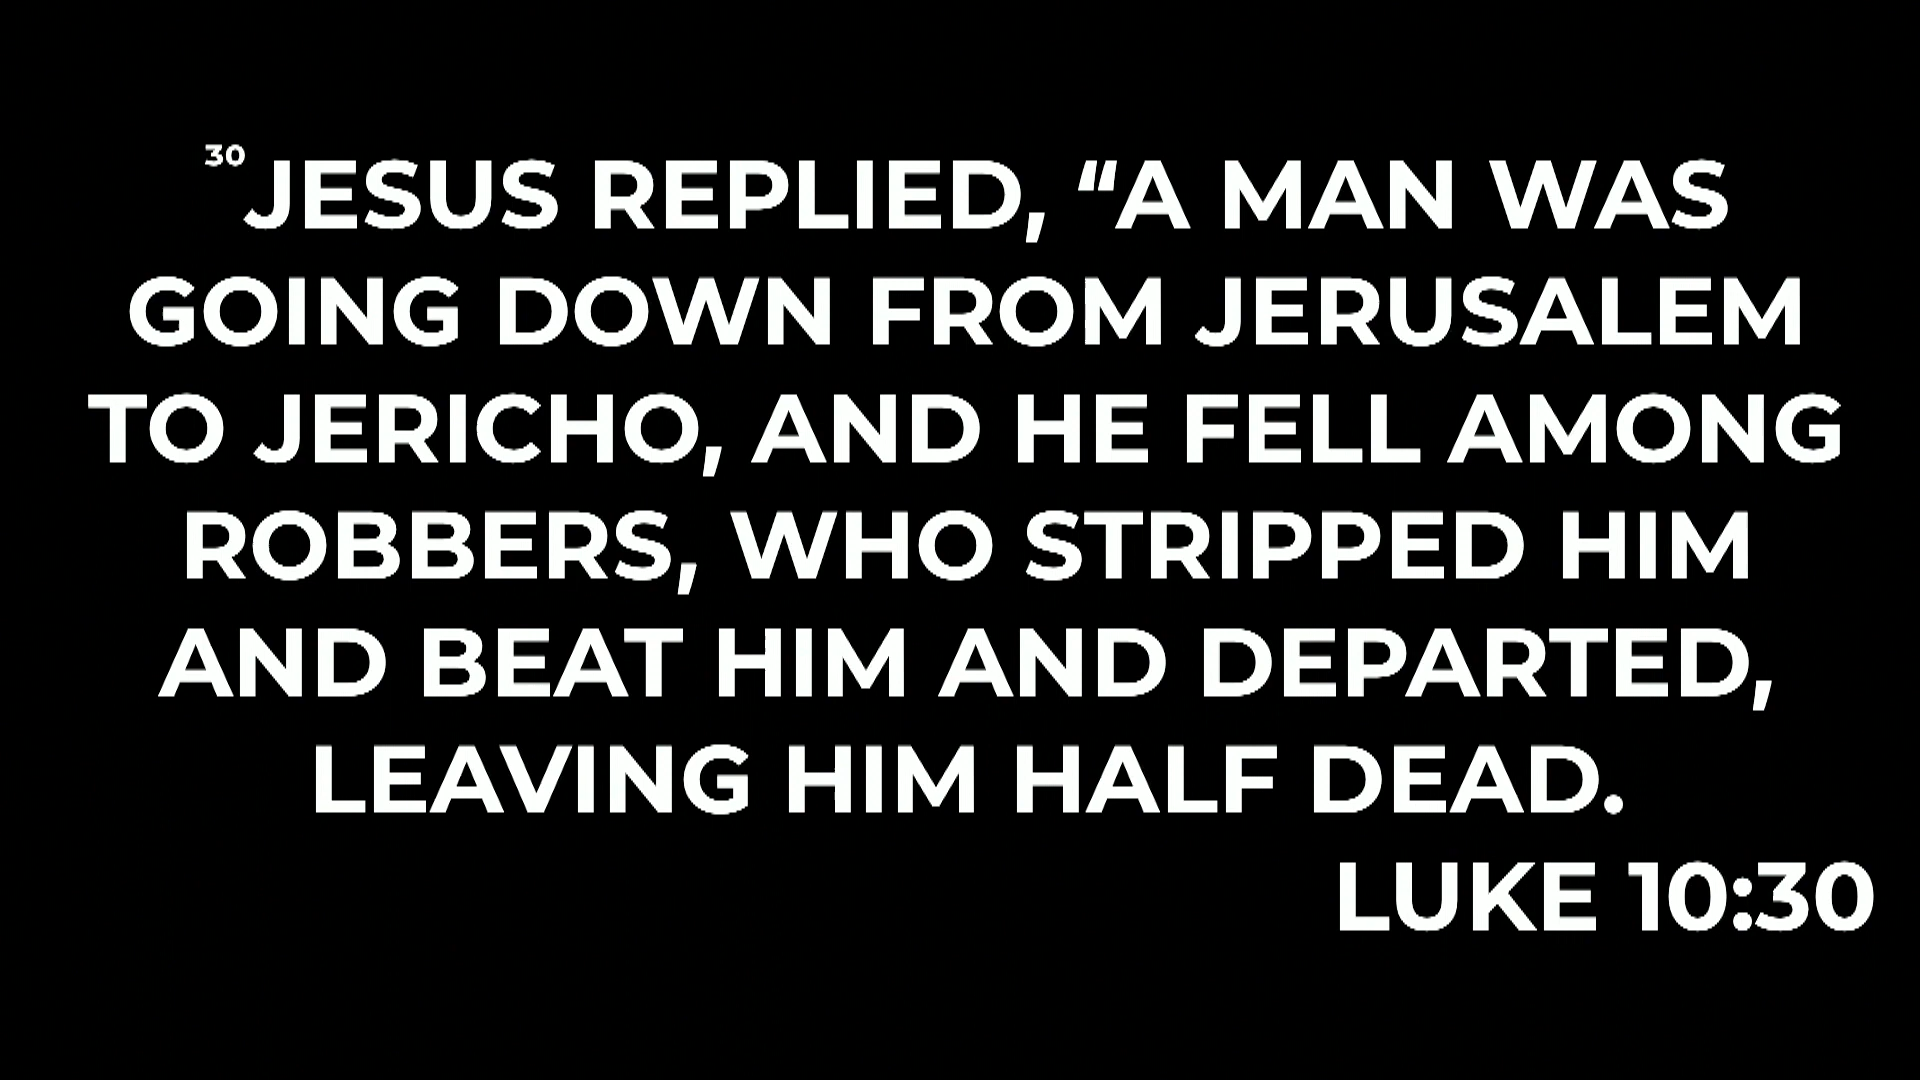 ³⁰JESUS REPLIED, “A MAN WAS
GOING DOWN FROM JERUSALEM
TO JERICHO, AND HE FELL AMONG
ROBBERS, WHO STRIPPED HIM
AND BEAT HIM AND DEPARTED,
LEAVING HIM HALF DEAD.
LUKE 10:30